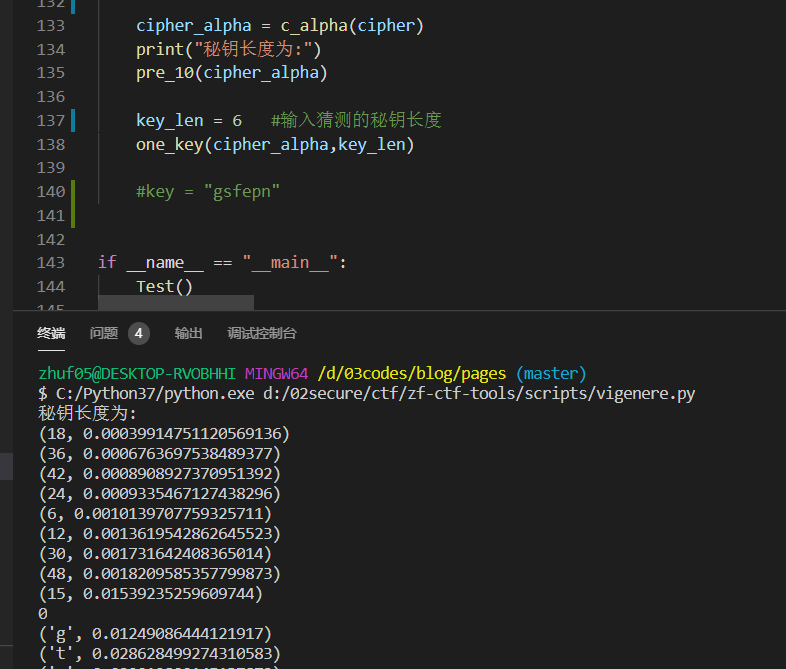 132
133 cipher_alpha = c_alpha(cipher)
134 print("秘钥长度为:")
135 pre_10(cipher_alpha)
136
137 key_len = 6 #输入猜测的秘钥长度
138 one_key(cipher_alpha,key_len)
139
140 #key = "gsfepn"
141
142
143 if __name__ == "__main__":
144 Test()
145
终端 问题 4 输出 调试控制台
zhuf05@DESKTOP-RVOBHHI MINGW64 /d/03codes/blog/pages (master)
$ C:/Python37/python.exe d:/02secure/ctf/zf-ctf-tools/scripts/vigenere.py
秘钥长度为:
(18, 0.00039914751120569136)
(36, 0.0006763697538489377)
(42, 0.0008908927370951392)
(24, 0.0009335467127438296)
(6, 0.0010139707759325711)
(12, 0.0013619542862645523)
(30, 0.001731642408365014)
(48, 0.0018209585357799873)
(15, 0.01539235259609744)
0
('g', 0.01249086444121917)
('t', 0.028628499274310583)